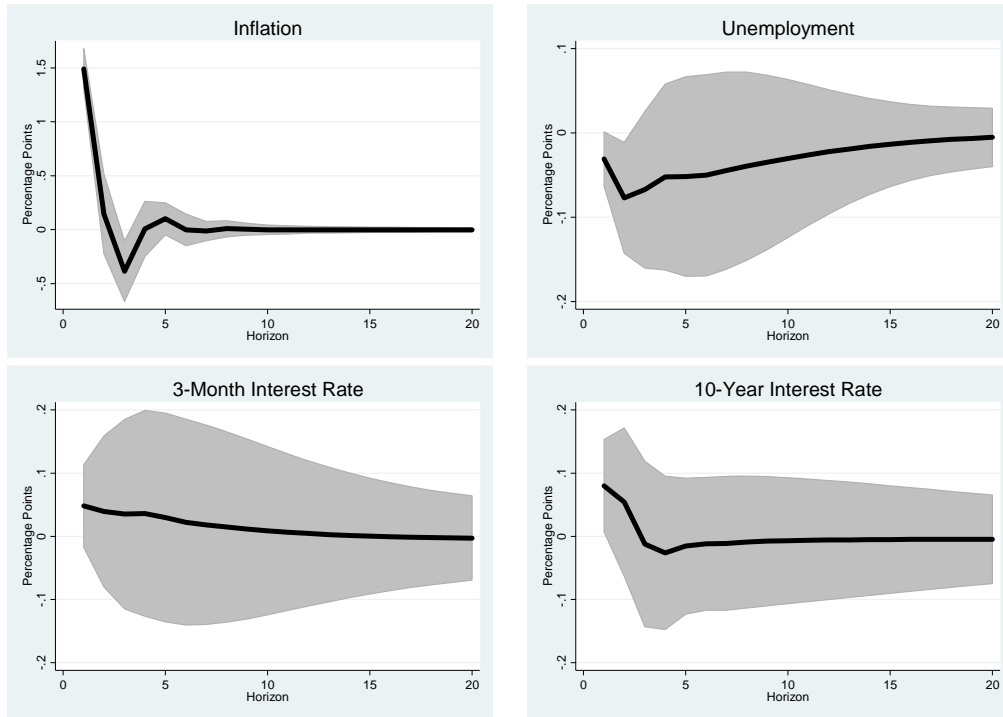 Inflation
Percentage Points
1.5
1
.5
0
-.5
0 5 10 15 20
Horizon
Unemployment
Percentage Points
.1
0
-.1
-.2
0 5 10 15 20
Horizon
3-Month Interest Rate
Percentage Points
.2
.1
0
-.1
-.2
0 5 10 15 20
Horizon
10-Year Interest Rate
Percentage Points
.2
.1
0
-.1
-.2
0 5 10 15 20
Horizon